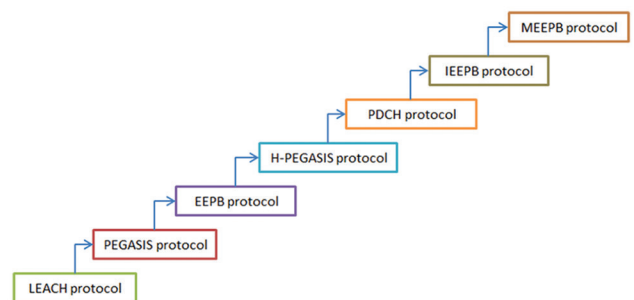 MEEPB protocol
IEEPB protocol
PDCH protocol
H-PEGASIS protocol
EEPB protocol
PEGASIS protocol
LEACH protocol